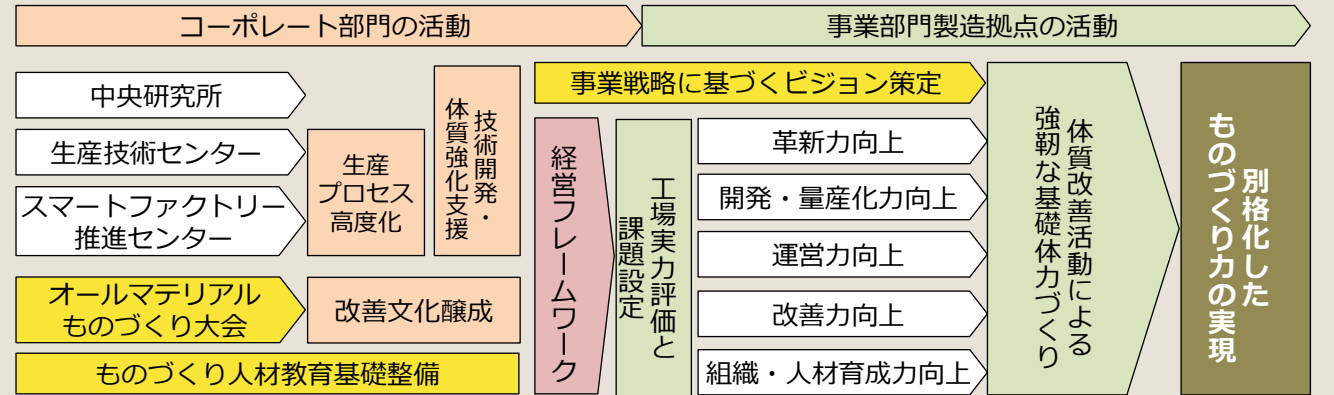 コーポレート部門の活動
事業部門製造拠点の活動
中央研究所
生産技術センター
スマートファクトリー
推進センター
生産
プロセス
高度化
技術開発・
体質強化支援
オールマテリアル
ものづくり大会
改善文化醸成
ものづくり人材教育基礎整備
事業戦略に基づくビジョン策定
経営フレームワーク
工場実力評価と
課題設定
革新力向上
開発・量産化力向上
運営力向上
改善力向上
組織・人材育成力向上
体質改善活動による
強靭な基礎体力づくり
別格化した
ものづくり力の実現